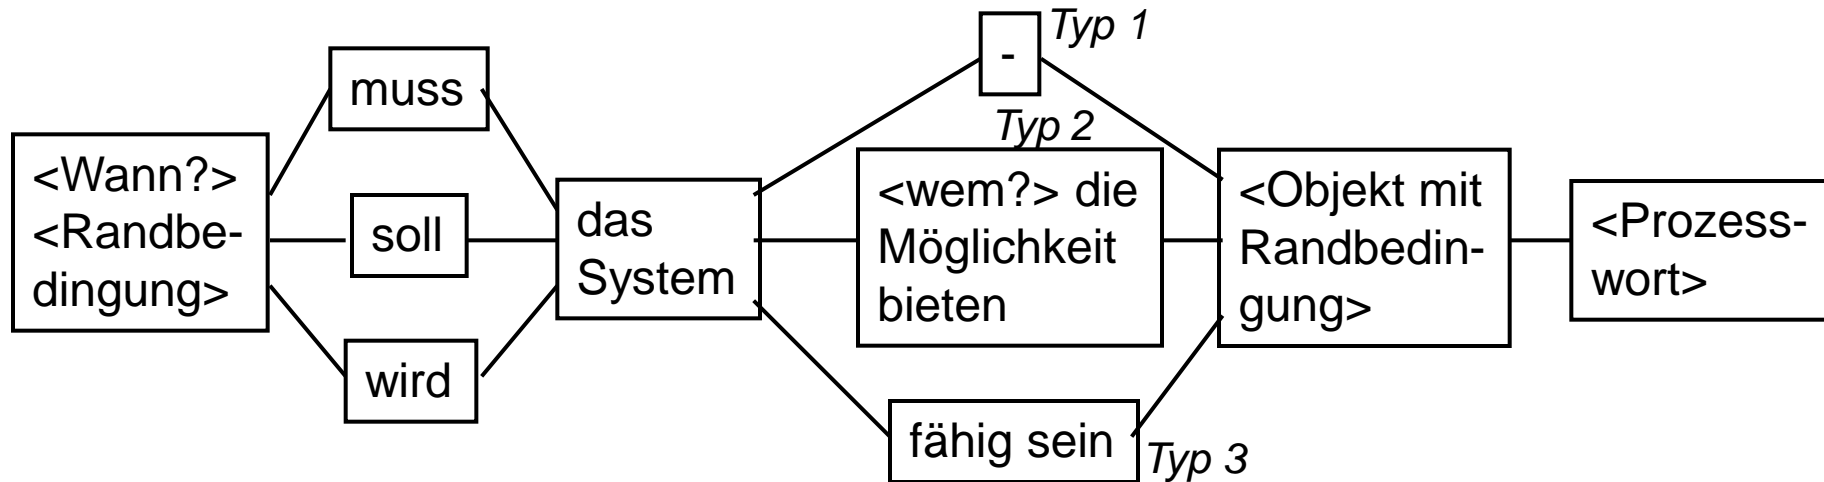 <Wann?>
<Randbe-
dingung>
muss
soll
wird
das
System
- Typ 1
Typ 2
<wem?> die
Möglichkeit
bieten
fähig sein Typ 3
<Objekt mit
Randbedin-
gung>
<Prozess-
wort>